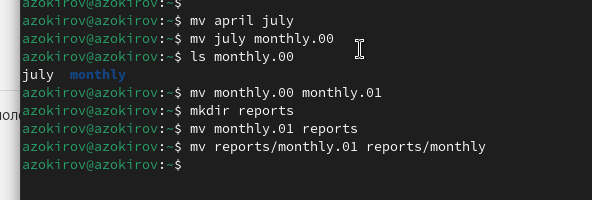 azokirov@azokirov:~$
azokirov@azokirov:~$ mv april july
azokirov@azokirov:~$ mv july monthly.00
azokirov@azokirov:~$ ls monthly.00
july  monthly
azokirov@azokirov:~$ mv monthly.00 monthly.01
azokirov@azokirov:~$ mkdir reports
azokirov@azokirov:~$ mv monthly.01 reports
azokirov@azokirov:~$ mv reports/monthly.01 reports/monthly
azokirov@azokirov:~$